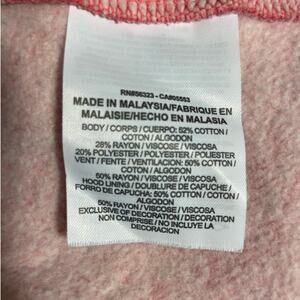 RN#56323 - CA#05553
MADE IN MALAYSIA/FABRIQUE EN
MALAISIE/HECHO EN MALASIA
BODY / CORPS / CUERPO: 52% COTTON /
COTON / ALGODON
28% RAYON / VISCOSE / VISCOSA
20% POLYESTER / POLYESTER / POLIESTER
VENT / FENTE / VENTILACION: 50% COTTON /
COTON / ALGODON
50% RAYON / VISCOSE / VISCOSA
HOOD LINING / DOUBLURE DE CAPUCHE /
FORRO DE CAPUCHA: 50% COTTON / COTON /
ALGODON
50% RAYON / VISCOSE / VISCOSA
EXCLUSIVE OF DECORATION / DECORATION
NON COMPRISE / NO INCLUYE LA
DECORACION